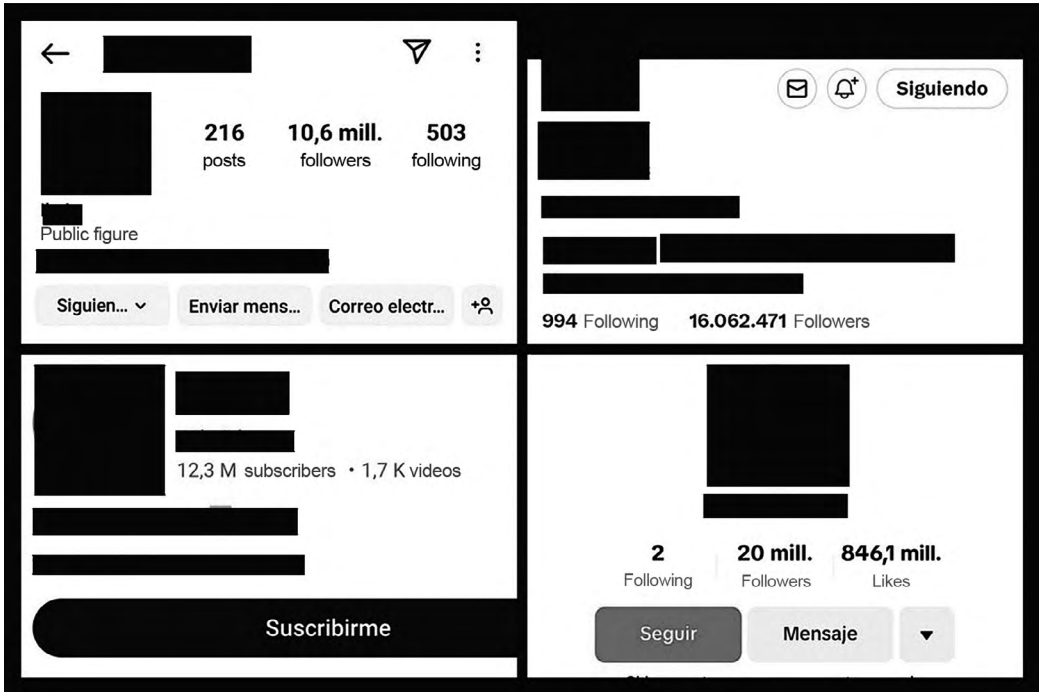 216 10,6 mill. 503
posts followers following
Public figure
Siguien... Enviar mens... Correo electr...
Siguiendo
994 Following 16.062.471 Followers
12,3 M subscribers • 1,7 K videos
Suscribirme
2 20 mill. 846,1 mill.
Following Followers Likes
Seguir Mensaje